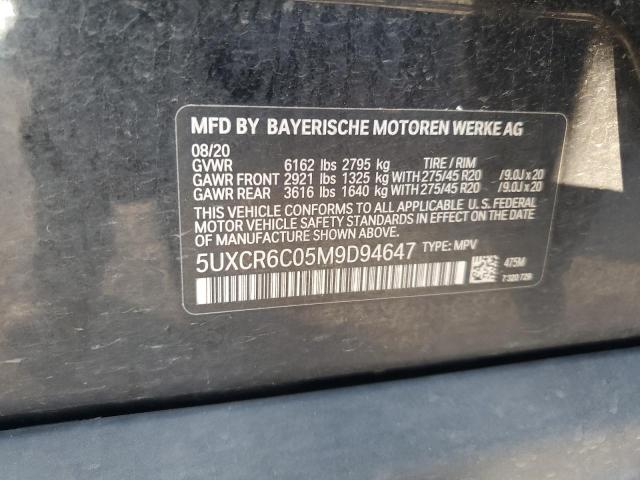 MFD BY BAYERISCHE MOTOREN WERKE AG
08/20
GVWR 6162 lbs 2795 kg TIRE / RIM
GAWR FRONT 2921 lbs 1325 kg WITH 275/45 R20 /9.0J x 20
GAWR REAR 3616 lbs 1640 kg WITH 275/45 R20 /9.0J x 20
THIS VEHICLE CONFORMS TO ALL APPLICABLE U. S. FEDERAL
MOTOR VEHICLE SAFETY STANDARDS IN EFFECT ON THE DATE
OF MANUFACTURE SHOWN ABOVE.
5UXCR6C05M9D94647 TYPE: MPV
475M
7 320 729